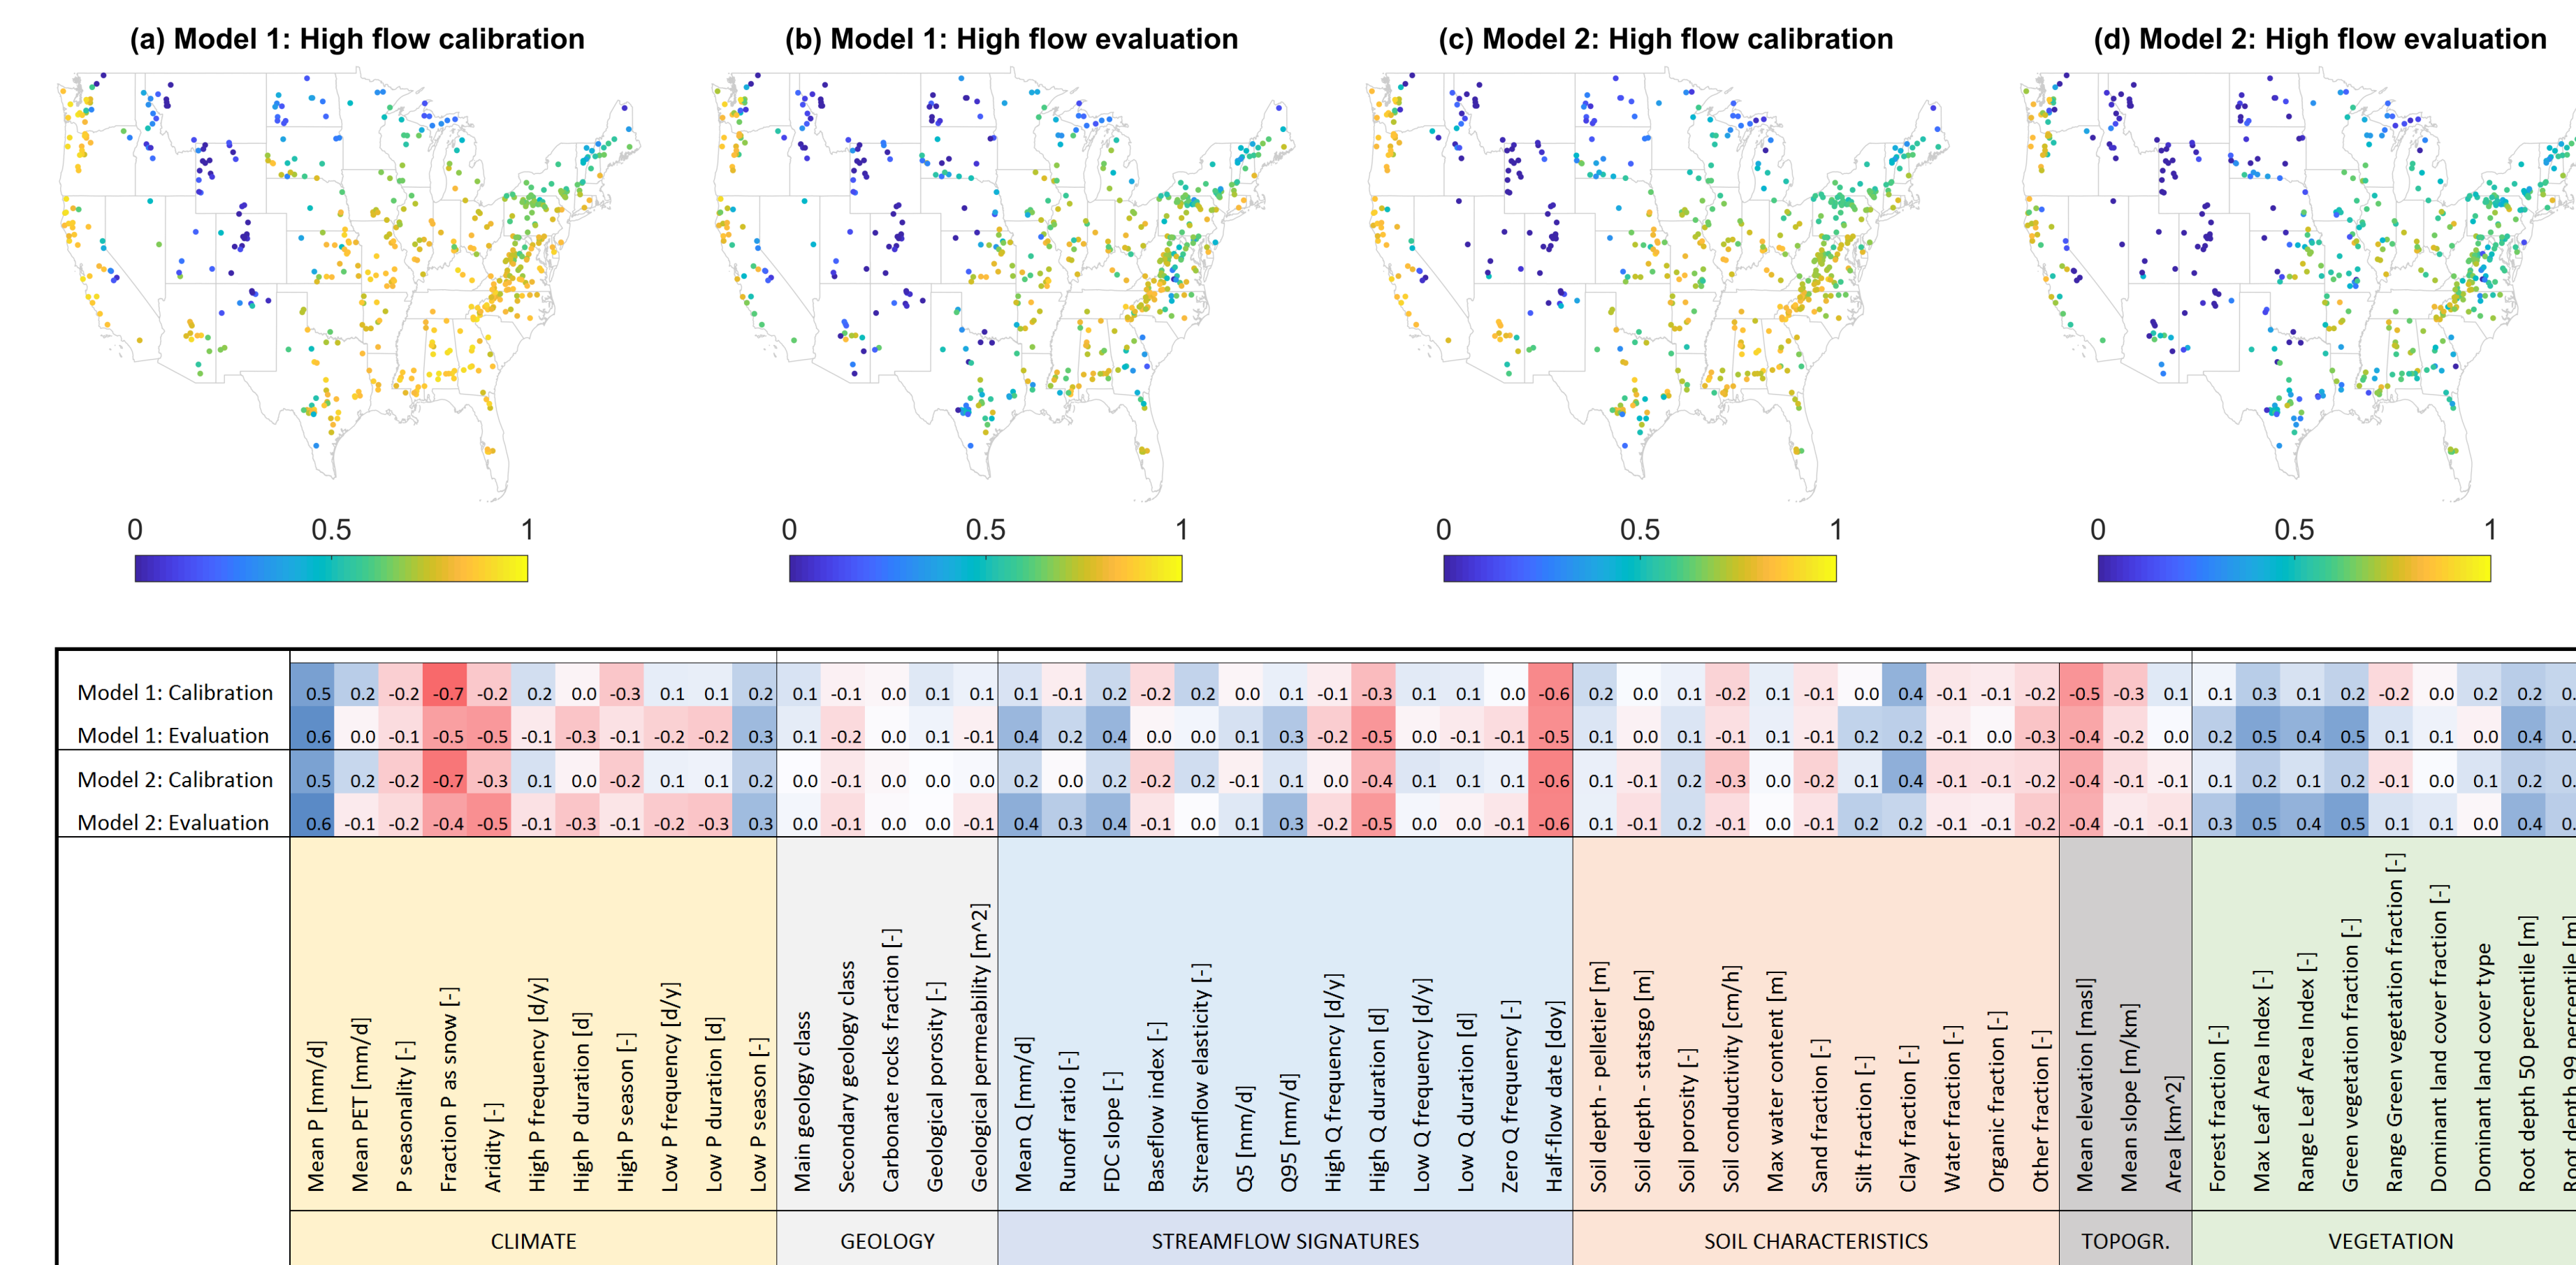 (a) Model 1: High flow calibration
(b) Model 1: High flow evaluation
(c) Model 2: High flow calibration
(d) Model 2: High flow evaluation
0 0.5 1
0 0.5 1
0 0.5 1
0 0.5 1
Model 1: Calibration 0.5 0.2 -0.2 -0.7 -0.2 0.2 0.0 -0.3 0.1 0.1 0.2 0.1 -0.1 0.0 0.1 0.1 0.1 -0.1 0.2 -0.2 0.2 0.0 0.1 -0.1 -0.3 0.1 0.1 0.0 -0.6 0.2 0.0 0.1 -0.2 0.1 -0.1 0.0 0.4 -0.1 -0.1 -0.2 -0.5 -0.3 0.1 0.1 0.3 0.1 0.2 -0.2 0.0 0.2 0.2 0.
Model 1: Evaluation 0.6 0.0 -0.1 -0.5 -0.5 -0.1 -0.3 -0.1 -0.2 -0.2 0.3 0.1 -0.2 0.0 0.1 -0.1 0.4 0.2 0.4 0.0 0.0 0.1 0.3 -0.2 -0.5 0.0 -0.1 -0.1 -0.5 0.1 0.0 0.1 -0.1 0.1 -0.1 0.2 0.2 -0.1 0.0 -0.3 -0.4 -0.2 0.0 0.2 0.5 0.4 0.5 0.1 0.1 0.0 0.4 0.
Model 2: Calibration 0.5 0.2 -0.2 -0.7 -0.3 0.1 0.0 -0.2 0.1 0.1 0.2 0.0 -0.1 0.0 0.0 0.0 0.2 0.0 0.2 -0.2 0.2 -0.1 0.1 0.0 -0.4 0.1 0.1 0.1 -0.6 0.1 -0.1 0.2 -0.3 0.0 -0.2 0.1 0.4 -0.1 -0.1 -0.2 -0.4 -0.1 -0.1 0.1 0.2 0.1 0.2 -0.1 0.0 0.1 0.2 0.
Model 2: Evaluation 0.6 -0.1 -0.2 -0.4 -0.5 -0.1 -0.3 -0.1 -0.2 -0.3 0.3 0.0 -0.1 0.0 0.0 -0.1 0.4 0.3 0.4 -0.1 0.0 0.1 0.3 -0.2 -0.5 0.0 0.0 -0.1 -0.6 0.1 -0.1 0.2 -0.1 0.0 -0.1 0.2 0.2 -0.1 -0.1 -0.2 -0.4 -0.1 -0.1 0.3 0.5 0.4 0.5 0.1 0.1 0.0 0.4 0.
Mean P [mm/d]
Mean PET [mm/d]
P seasonality [-]
Fraction P as snow [-]
Aridity [-]
High P frequency [d/y]
High P duration [d]
High P season [-]
Low P frequency [d/y]
Low P duration [d]
Low P season [-]
Main geology class
Secondary geology class
Carbonate rocks fraction [-]
Geological porosity [-]
Geological permeability [m^2]
Mean Q [mm/d]
Runoff ratio [-]
FDC slope [-]
Baseflow index [-]
Streamflow elasticity [-]
Q5 [mm/d]
Q95 [mm/d]
High Q frequency [d/y]
High Q duration [d]
Low Q frequency [d/y]
Low Q duration [d]
Zero Q frequency [-]
Half-flow date [doy]
Soil depth - pelletier [m]
Soil depth - statsgo [m]
Soil porosity [-]
Soil conductivity [cm/h]
Max water content [m]
Sand fraction [-]
Silt fraction [-]
Clay fraction [-]
Water fraction [-]
Organic fraction [-]
Other fraction [-]
Mean elevation [masl]
Mean slope [m/km]
Area [km^2]
Forest fraction [-]
Max Leaf Area Index [-]
Range Leaf Area Index [-]
Green vegetation fraction [-]
Range Green vegetation fraction [-]
Dominant land cover fraction [-]
Dominant land cover type
Root depth 50 percentile [m]
Root depth 99 percentile [m]
CLIMATE
GEOLOGY
STREAMFLOW SIGNATURES
SOIL CHARACTERISTICS
TOPOGR.
VEGETATION